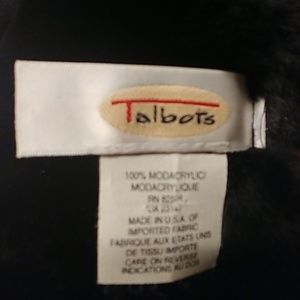 Talbots
100% MODACRYLIC/
MODACRYLIQUE
RN
MADE IN U.S.A. OF
IMPORTED FABRIC
FABRIQUE AUX ETATS UNIS
DE TISSU IMPORTE
CARE ON REVERSE
INDICATIONS AU DOS